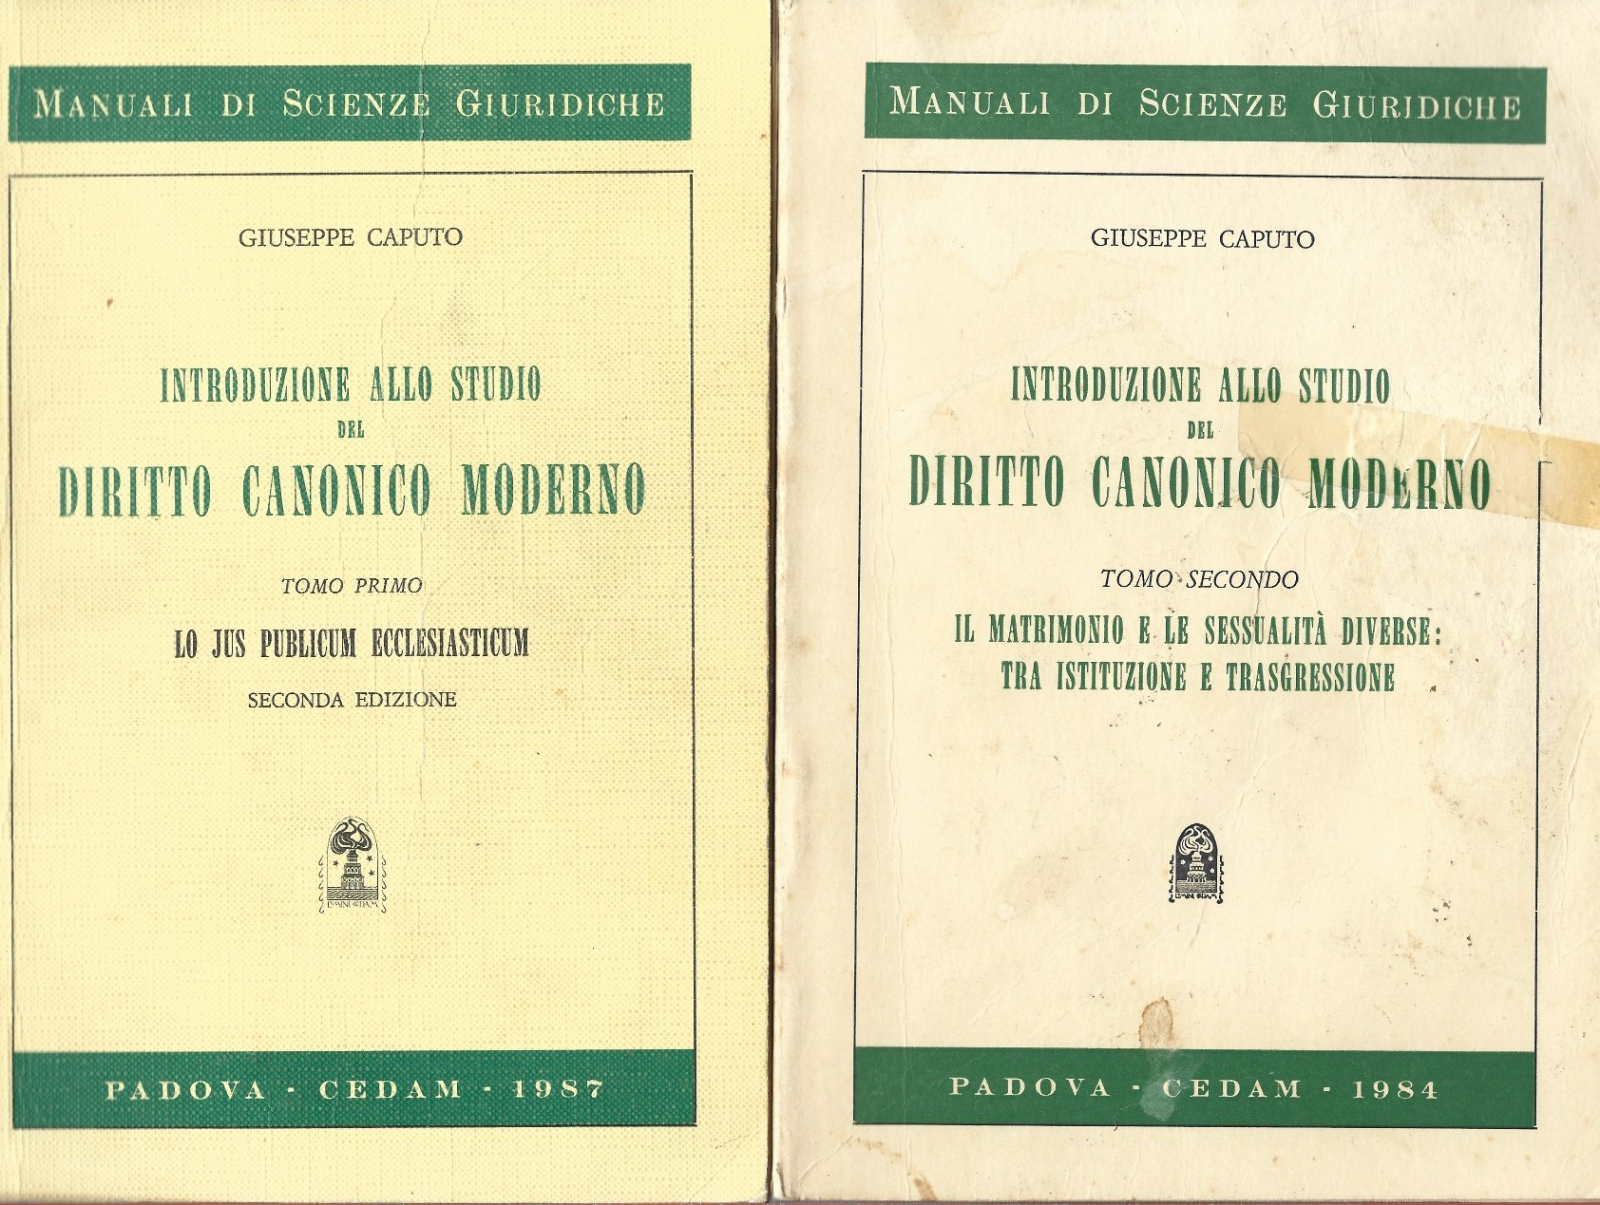 MANUALI DI SCIENZE GIURIDICHE
GIUSEPPE CAPUTO
INTRODUZIONE ALLO STUDIO
DEL
DIRITTO CANONICO MODERNO
TOMO PRIMO
LO JUS PUBLICUM ECCLESIASTICUM
SECONDA EDIZIONE
PADOVA - CEDAM - 1987
MANUALI DI SCIENZE GIURIDICHE
GIUSEPPE CAPUTO
INTRODUZIONE ALLO STUDIO
DEL
DIRITTO CANONICO MODERNO
TOMO SECONDO
IL MATRIMONIO E LE SESSUALITÀ DIVERSE:
TRA ISTITUZIONE E TRASGRESSIONE
PADOVA - CEDAM - 1984